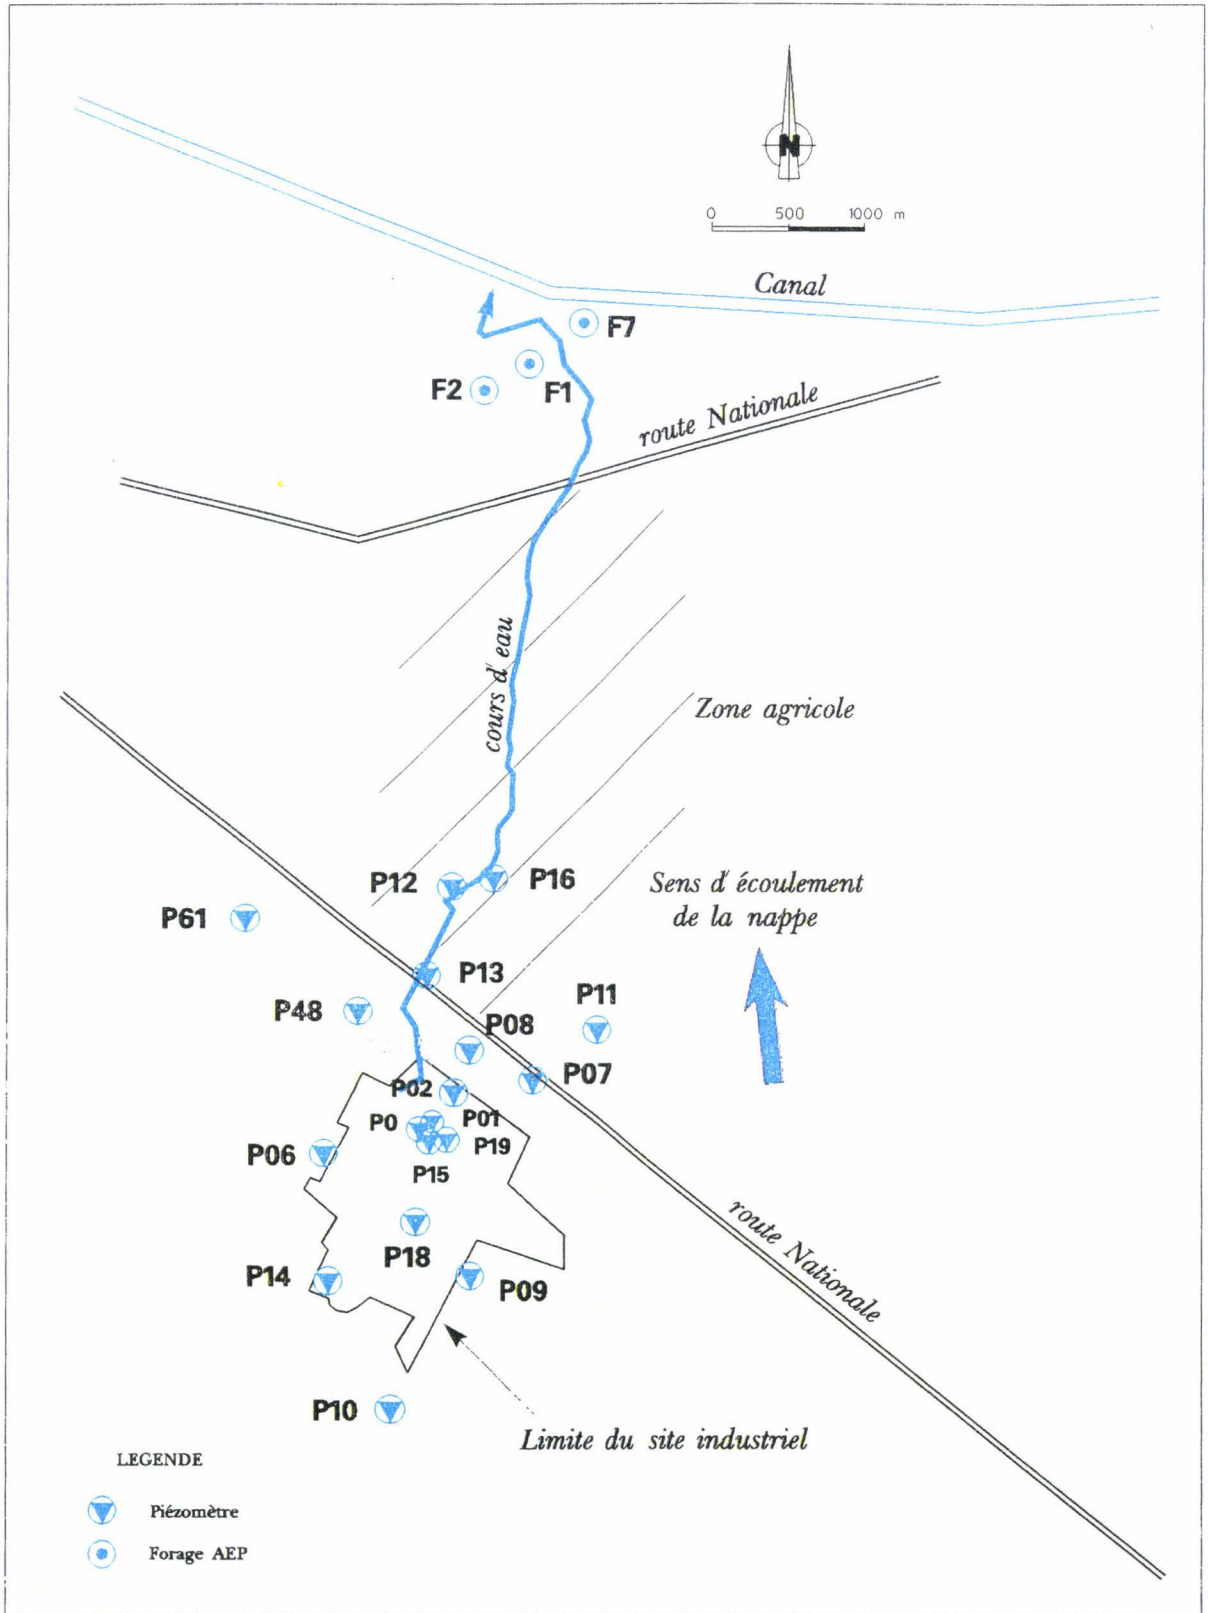 N
0 500 1000 m
Canal
F7
F2
F1
route Nationale
cours d' eau
Zone agricole
P12
P16
Sens d' écoulement
de la nappe
P61
P13
P11
P48
P08
P07
P02
P0
P01
P19
P06
P15
P18
P14
P09
route Nationale
P10
Limite du site industriel
LEGENDE
Piézomètre
Forage AEP